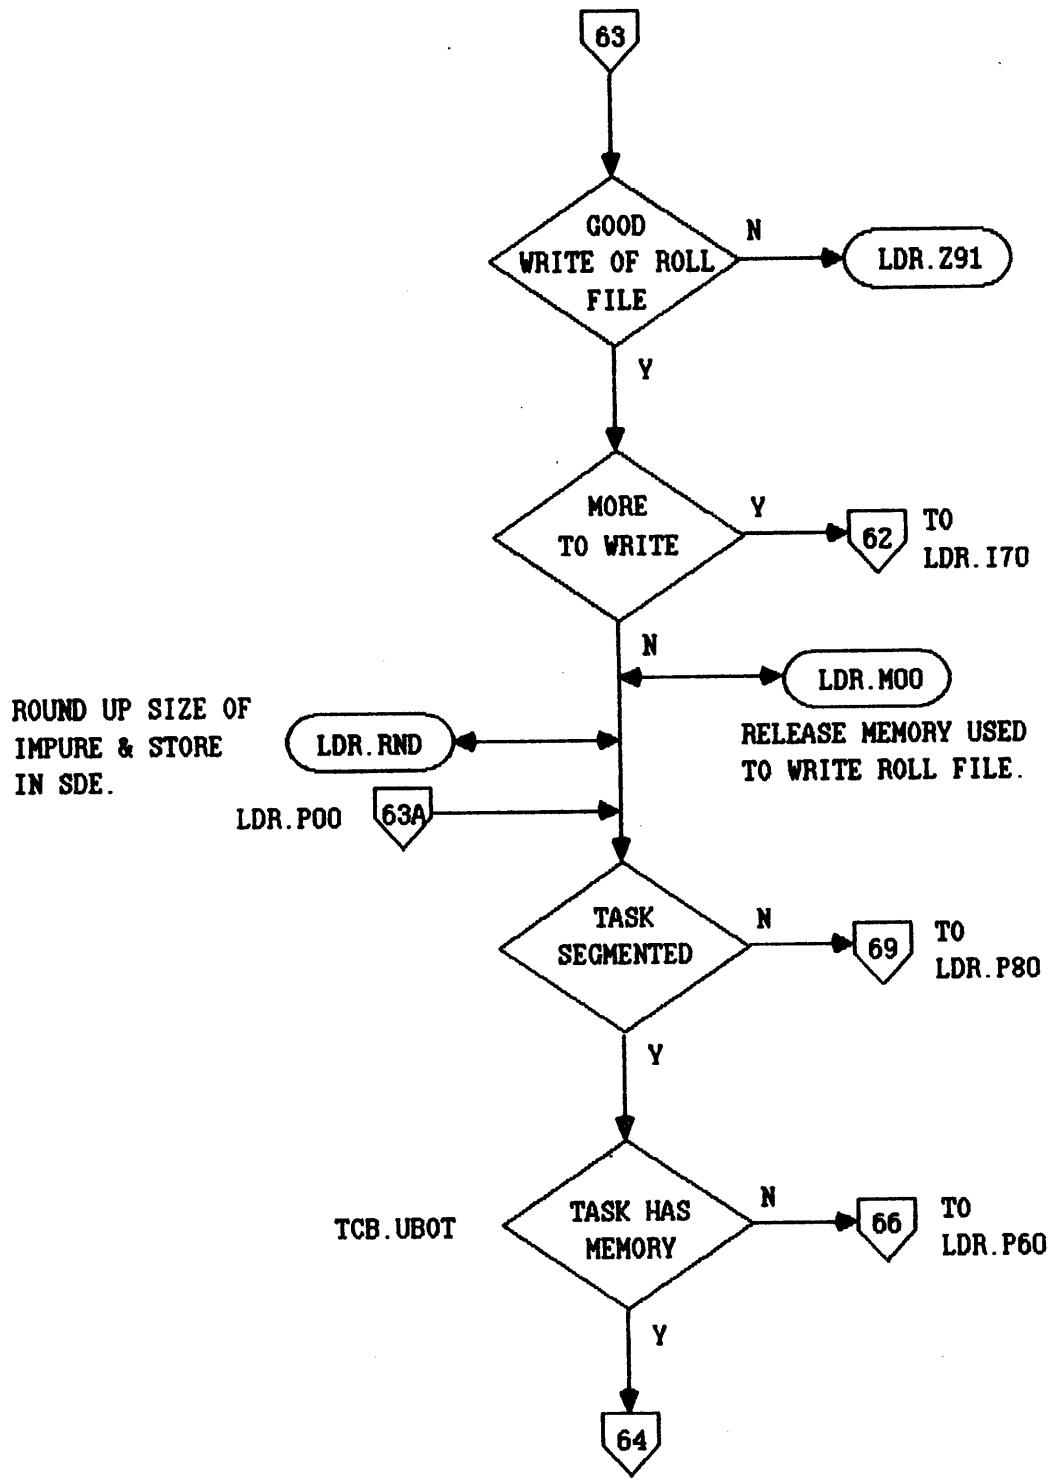 63
GOOD
WRITE OF ROLL
FILE
N
LDR.Z91
Y
MORE
TO WRITE
Y
62
TO
LDR.I70
N
LDR.M00
RELEASE MEMORY USED
TO WRITE ROLL FILE.
ROUND UP SIZE OF
IMPURE & STORE
IN SDE.
LDR.RND
LDR.P00
63A
TASK
SEGMENTED
N
69
TO
LDR.P80
Y
TCB.UBOT
TASK HAS
MEMORY
N
66
TO
LDR.P60
Y
64